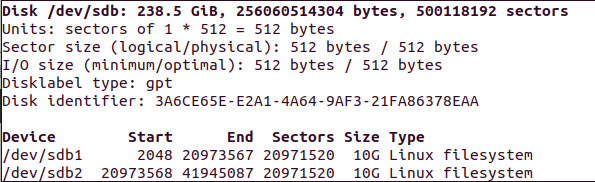 Disk /dev/sdb: 238.5 GiB, 256060514304 bytes, 500118192 sectors
Units: sectors of 1 * 512 = 512 bytes
Sector size (logical/physical): 512 bytes / 512 bytes
I/O size (minimum/optimal): 512 bytes / 512 bytes
Disklabel type: gpt
Disk identifier: 3A6CE65E-E2A1-4A64-9AF3-21FA86378EAA

Device Start End Sectors Size Type
/dev/sdb1 2048 20973567 20971520 10G Linux filesystem
/dev/sdb2 20973568 41945087 20971520 10G Linux filesystem